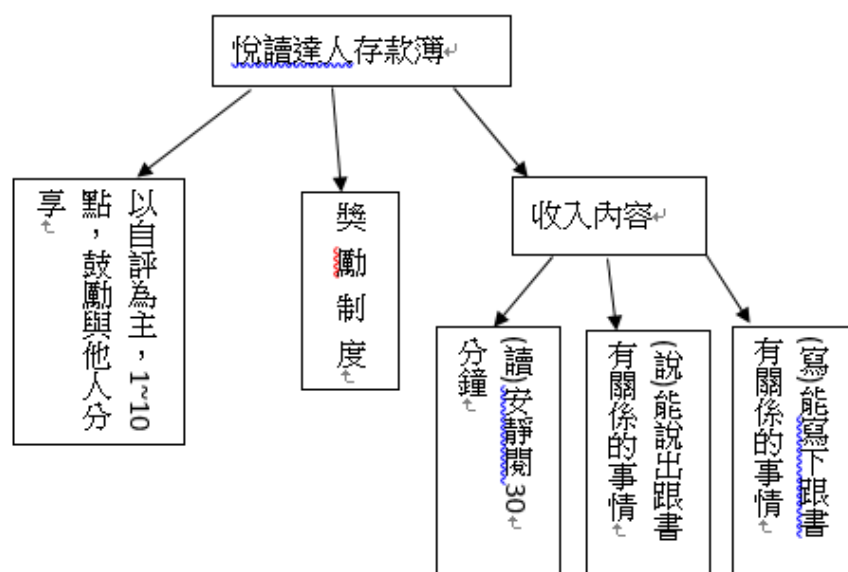 悅讀達人存款簿
以自評為主，1~10
點，鼓勵與他人分
享
獎勵制度
收入內容
(讀)安靜閱 30
分鐘
(說)能說出跟書
有關係的事情
(寫)能寫下跟書
有關係的事情